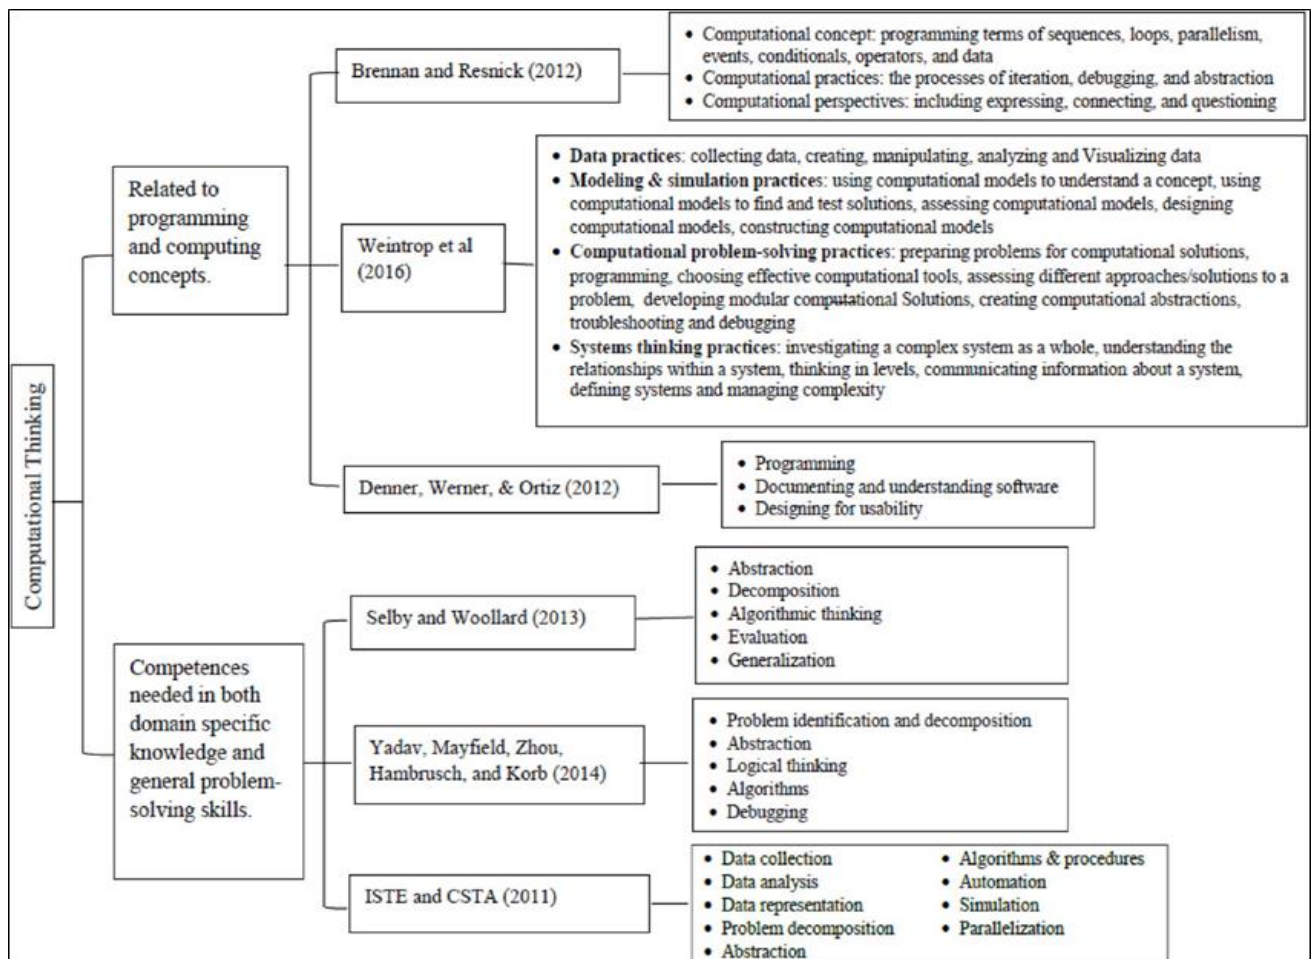 Computational Thinking
Related to
programming
and computing
concepts.
Brennan and Resnick (2012)
• Computational concept: programming terms of sequences, loops, parallelism,
events, conditionals, operators, and data
• Computational practices: the processes of iteration, debugging, and abstraction
• Computational perspectives: including expressing, connecting, and questioning
Weintrop et al
(2016)
• Data practices: collecting data, creating, manipulating, analyzing and Visualizing data
• Modeling & simulation practices: using computational models to understand a concept, using
computational models to find and test solutions, assessing computational models, designing
computational models, constructing computational models
• Computational problem-solving practices: preparing problems for computational solutions,
programming, choosing effective computational tools, assessing different approaches/solutions to a
problem, developing modular computational Solutions, creating computational abstractions,
troubleshooting and debugging
• Systems thinking practices: investigating a complex system as a whole, understanding the
relationships within a system, thinking in levels, communicating information about a system,
defining systems and managing complexity
Denner, Werner, & Ortiz (2012)
• Programming
• Documenting and understanding software
• Designing for usability
Competences
needed in both
domain specific
knowledge and
general problem-
solving skills.
Selby and Woollard (2013)
• Abstraction
• Decomposition
• Algorithmic thinking
• Evaluation
• Generalization
Yadav, Mayfield, Zhou,
Hambrusch, and Korb (2014)
• Problem identification and decomposition
• Abstraction
• Logical thinking
• Algorithms
• Debugging
ISTE and CSTA (2011)
• Data collection
• Data analysis
• Data representation
• Problem decomposition
• Abstraction
• Algorithms & procedures
• Automation
• Simulation
• Parallelization